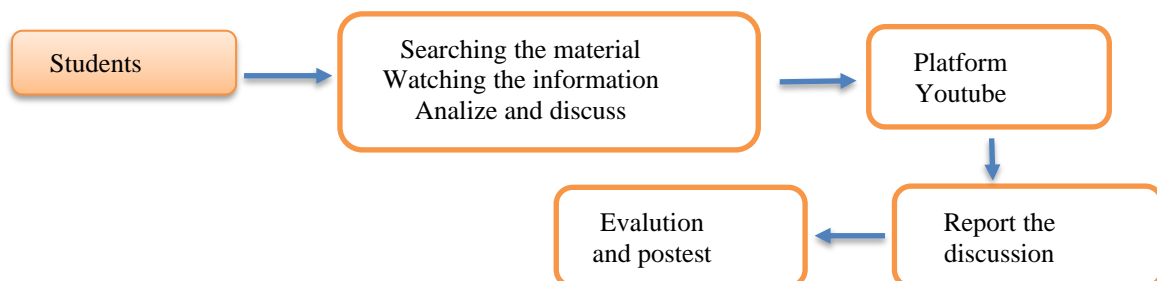 Students
Searching the material
Watching the information
Analize and discuss
Platform
Youtube
Report the
discussion
Evalution
and postest